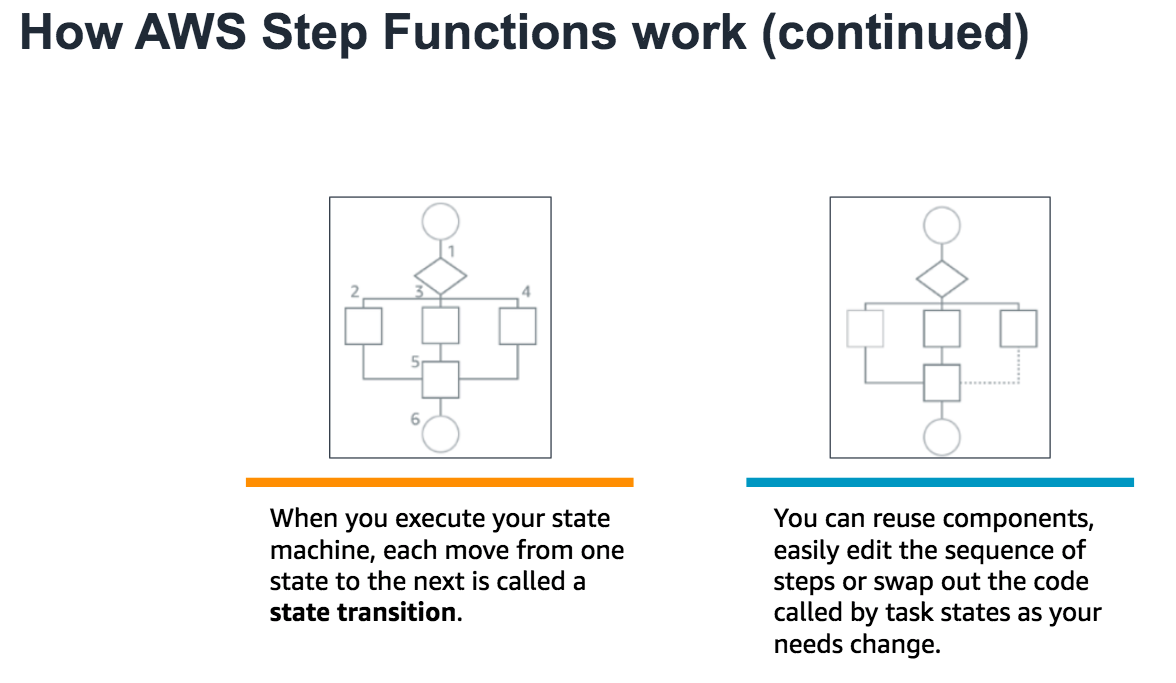 How AWS Step Functions work (continued)
1
2
3
4
5
6
When you execute your state
machine, each move from one
state to the next is called a
state transition.
You can reuse components,
easily edit the sequence of
steps or swap out the code
called by task states as your
needs change.